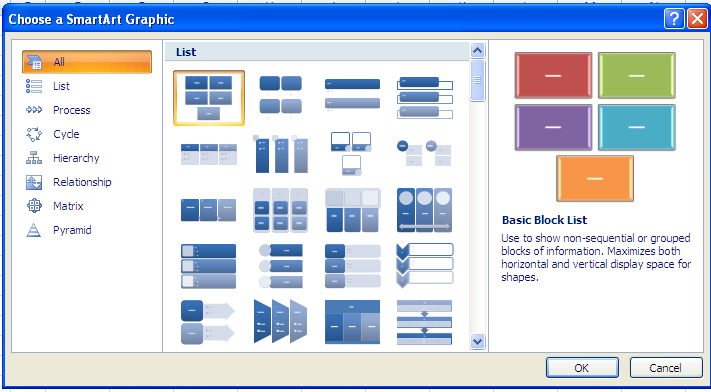 Choose a SmartArt Graphic
All
List
Process
Cycle
Hierarchy
Relationship
Matrix
Pyramid
List
Basic Block List
Use to show non-sequential or grouped
blocks of information. Maximizes both
horizontal and vertical display space for
shapes.
OK
Cancel